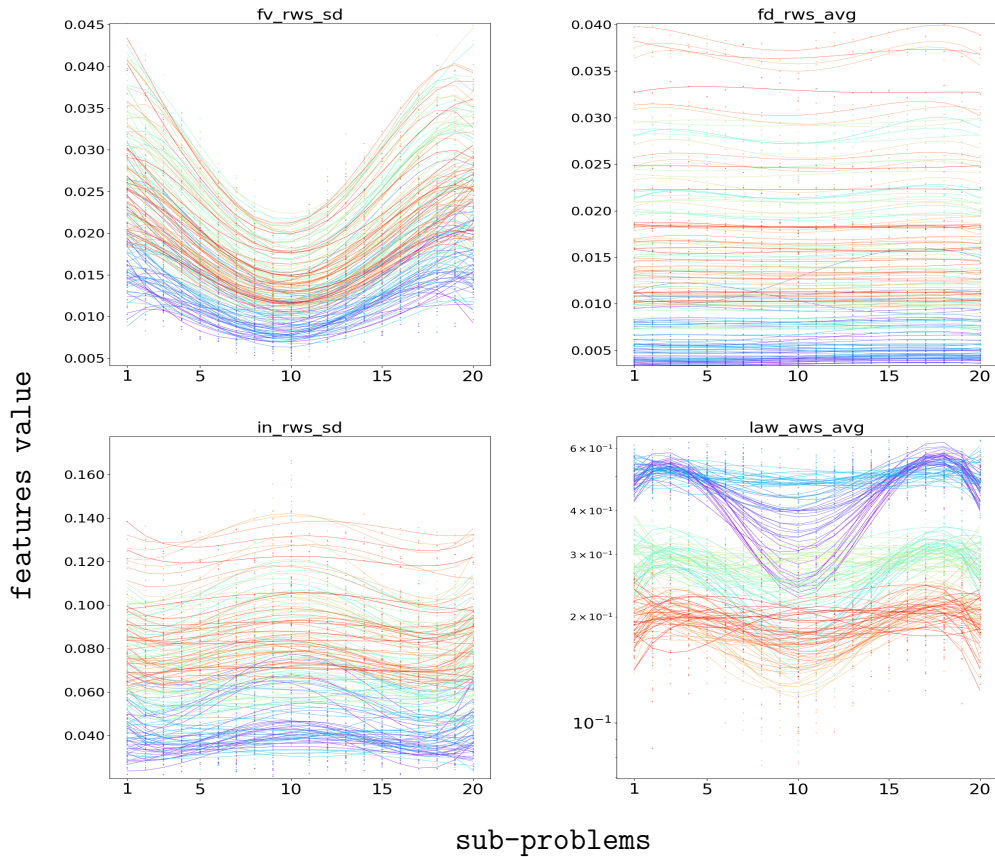 fv_rws_sd
0.045
0.040
0.035
0.030
0.025
0.020
0.015
0.010
0.005
1 5 10 15 20
fd_rws_avg
0.040
0.035
0.030
0.025
0.020
0.015
0.010
0.005
1 5 10 15 20
in_rws_sd
0.160
0.140
0.120
0.100
0.080
0.060
0.040
1 5 10 15 20
law_aws_avg
6 × 10⁻¹
4 × 10⁻¹
3 × 10⁻¹
2 × 10⁻¹
10⁻¹
1 5 10 15 20
features value
sub-problems